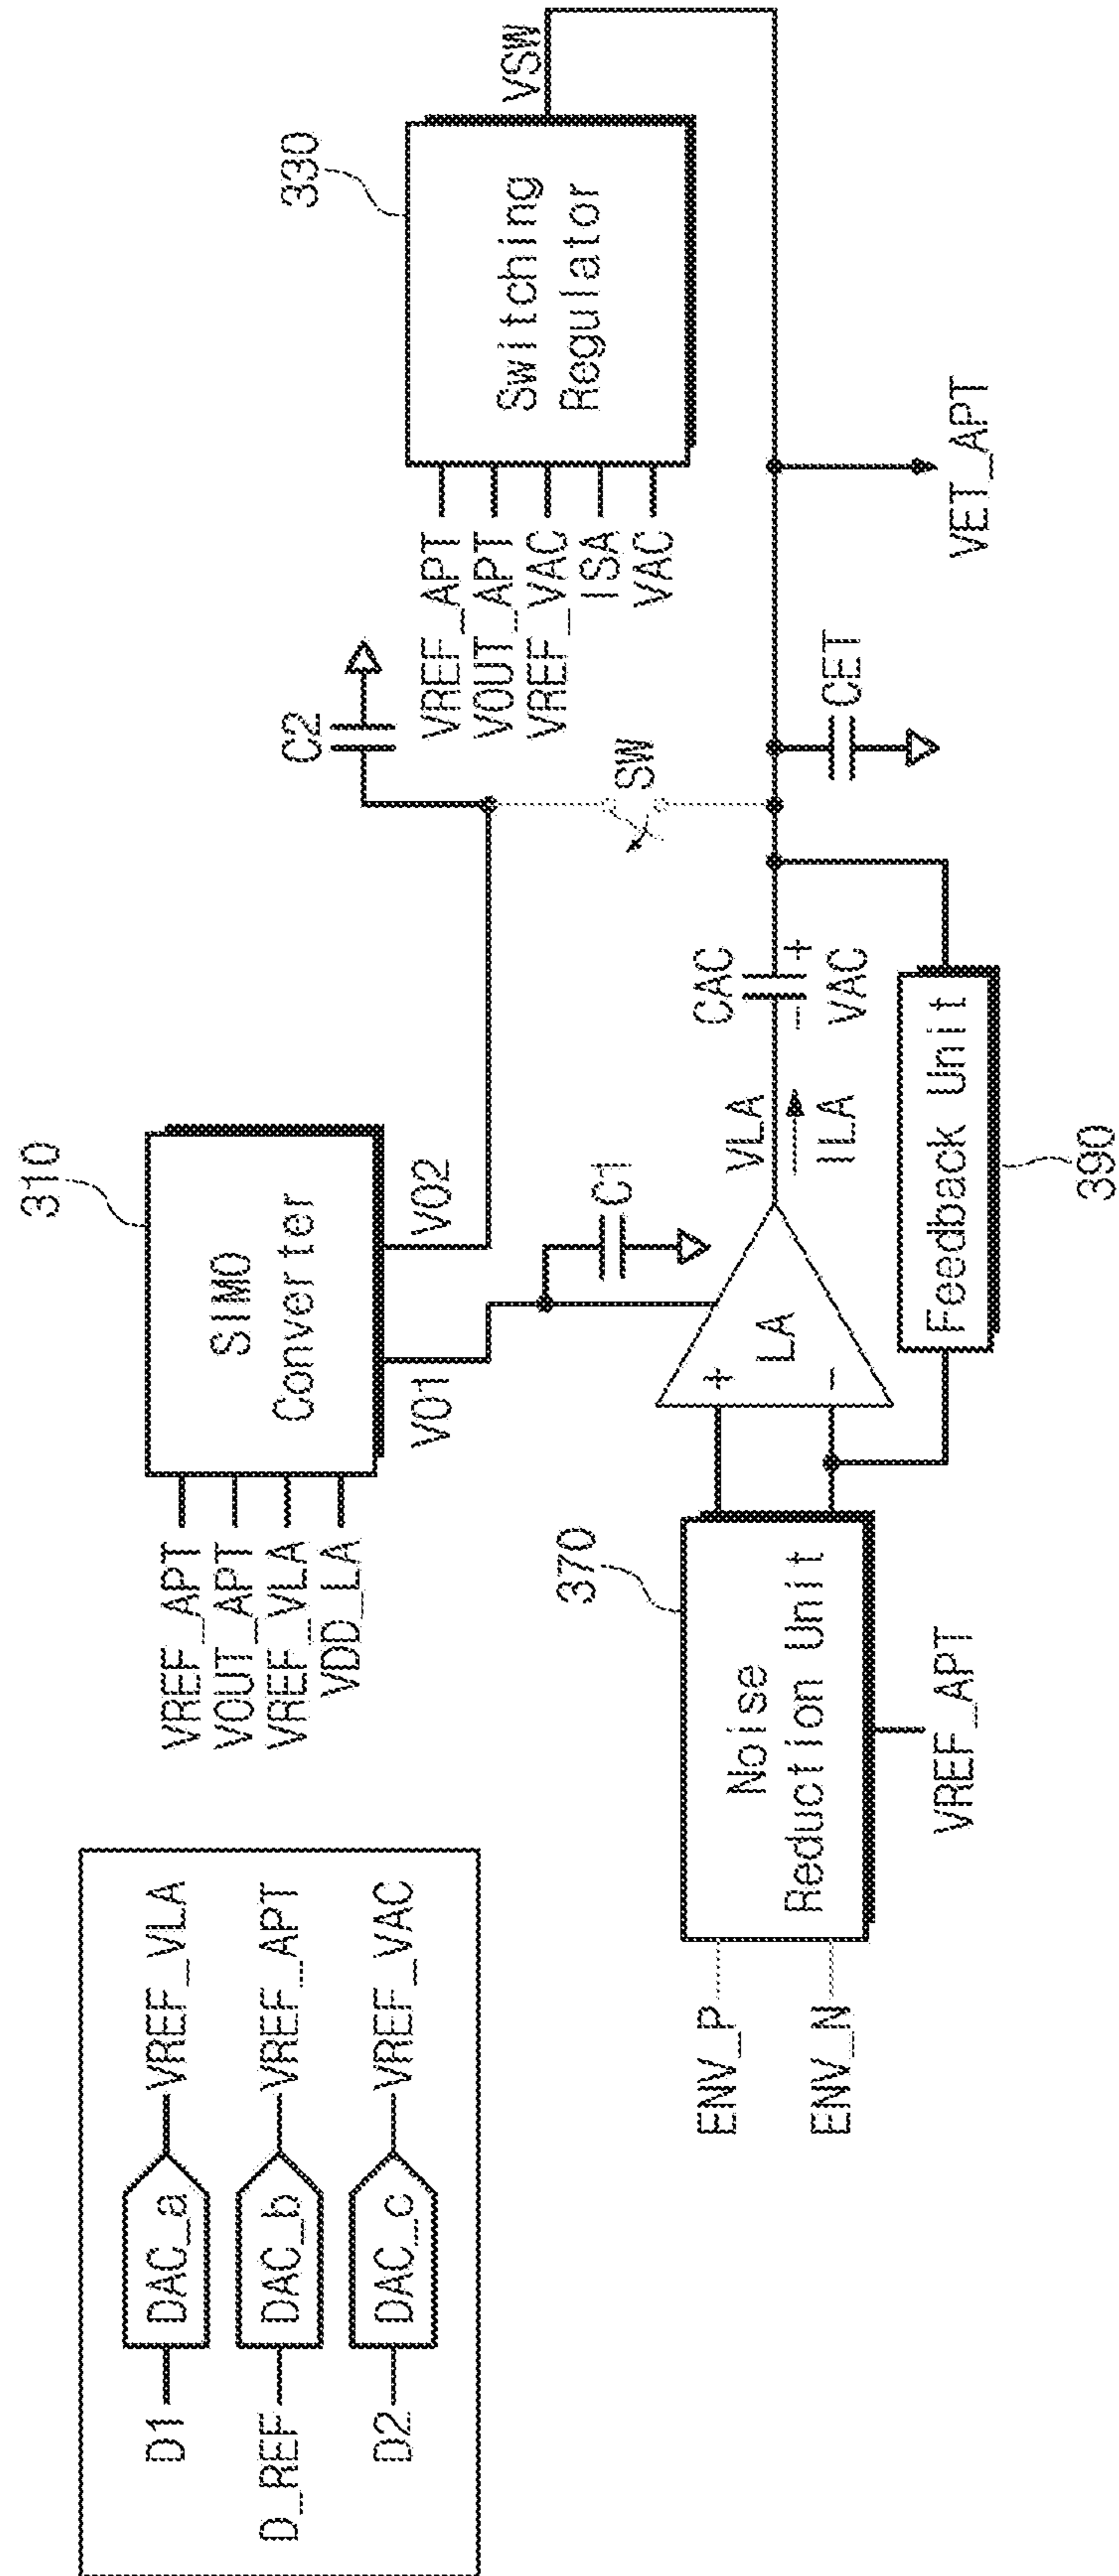 D1
DAC_a
VREF_VLA
D_REF
DAC_b
VREF_APT
D2
DAC_c
VREF_VAC
310
VREF_APT
VOUT_APT
VREF_VLA
VDD_LA
SIMO
Converter
VO1
VO2
C1
C2
330
VREF_APT
VOUT_APT
VREF_VAC
ISA
VAC
Switching
Regulator
VSW
SW
370
ENV_P
ENV_N
Noise
Reduction Unit
VREF_APT
+
-
LA
VLA
ILA
CAC
- +
VAC
CET
Feedback Unit
390
VET_APT